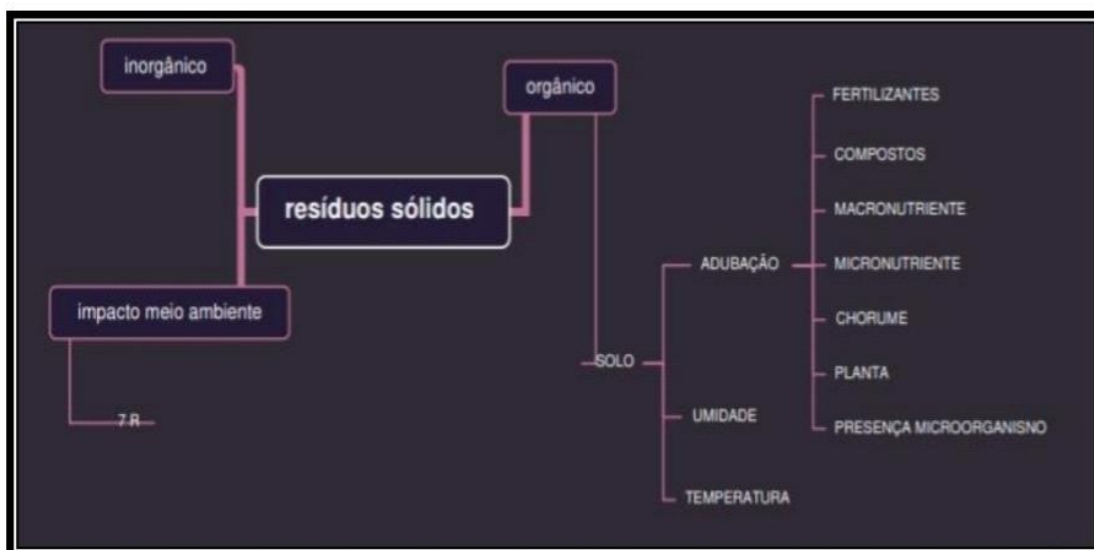 inorgânico
orgânico
resíduos sólidos
impacto meio ambiente
7 R
SOLO
ADUBAÇÃO
UMIDADE
TEMPERATURA
FERTILIZANTES
COMPOSTOS
MACRONUTRIENTE
MICRONUTRIENTE
CHORUME
PLANTA
PRESENÇA MICROORGANISNO